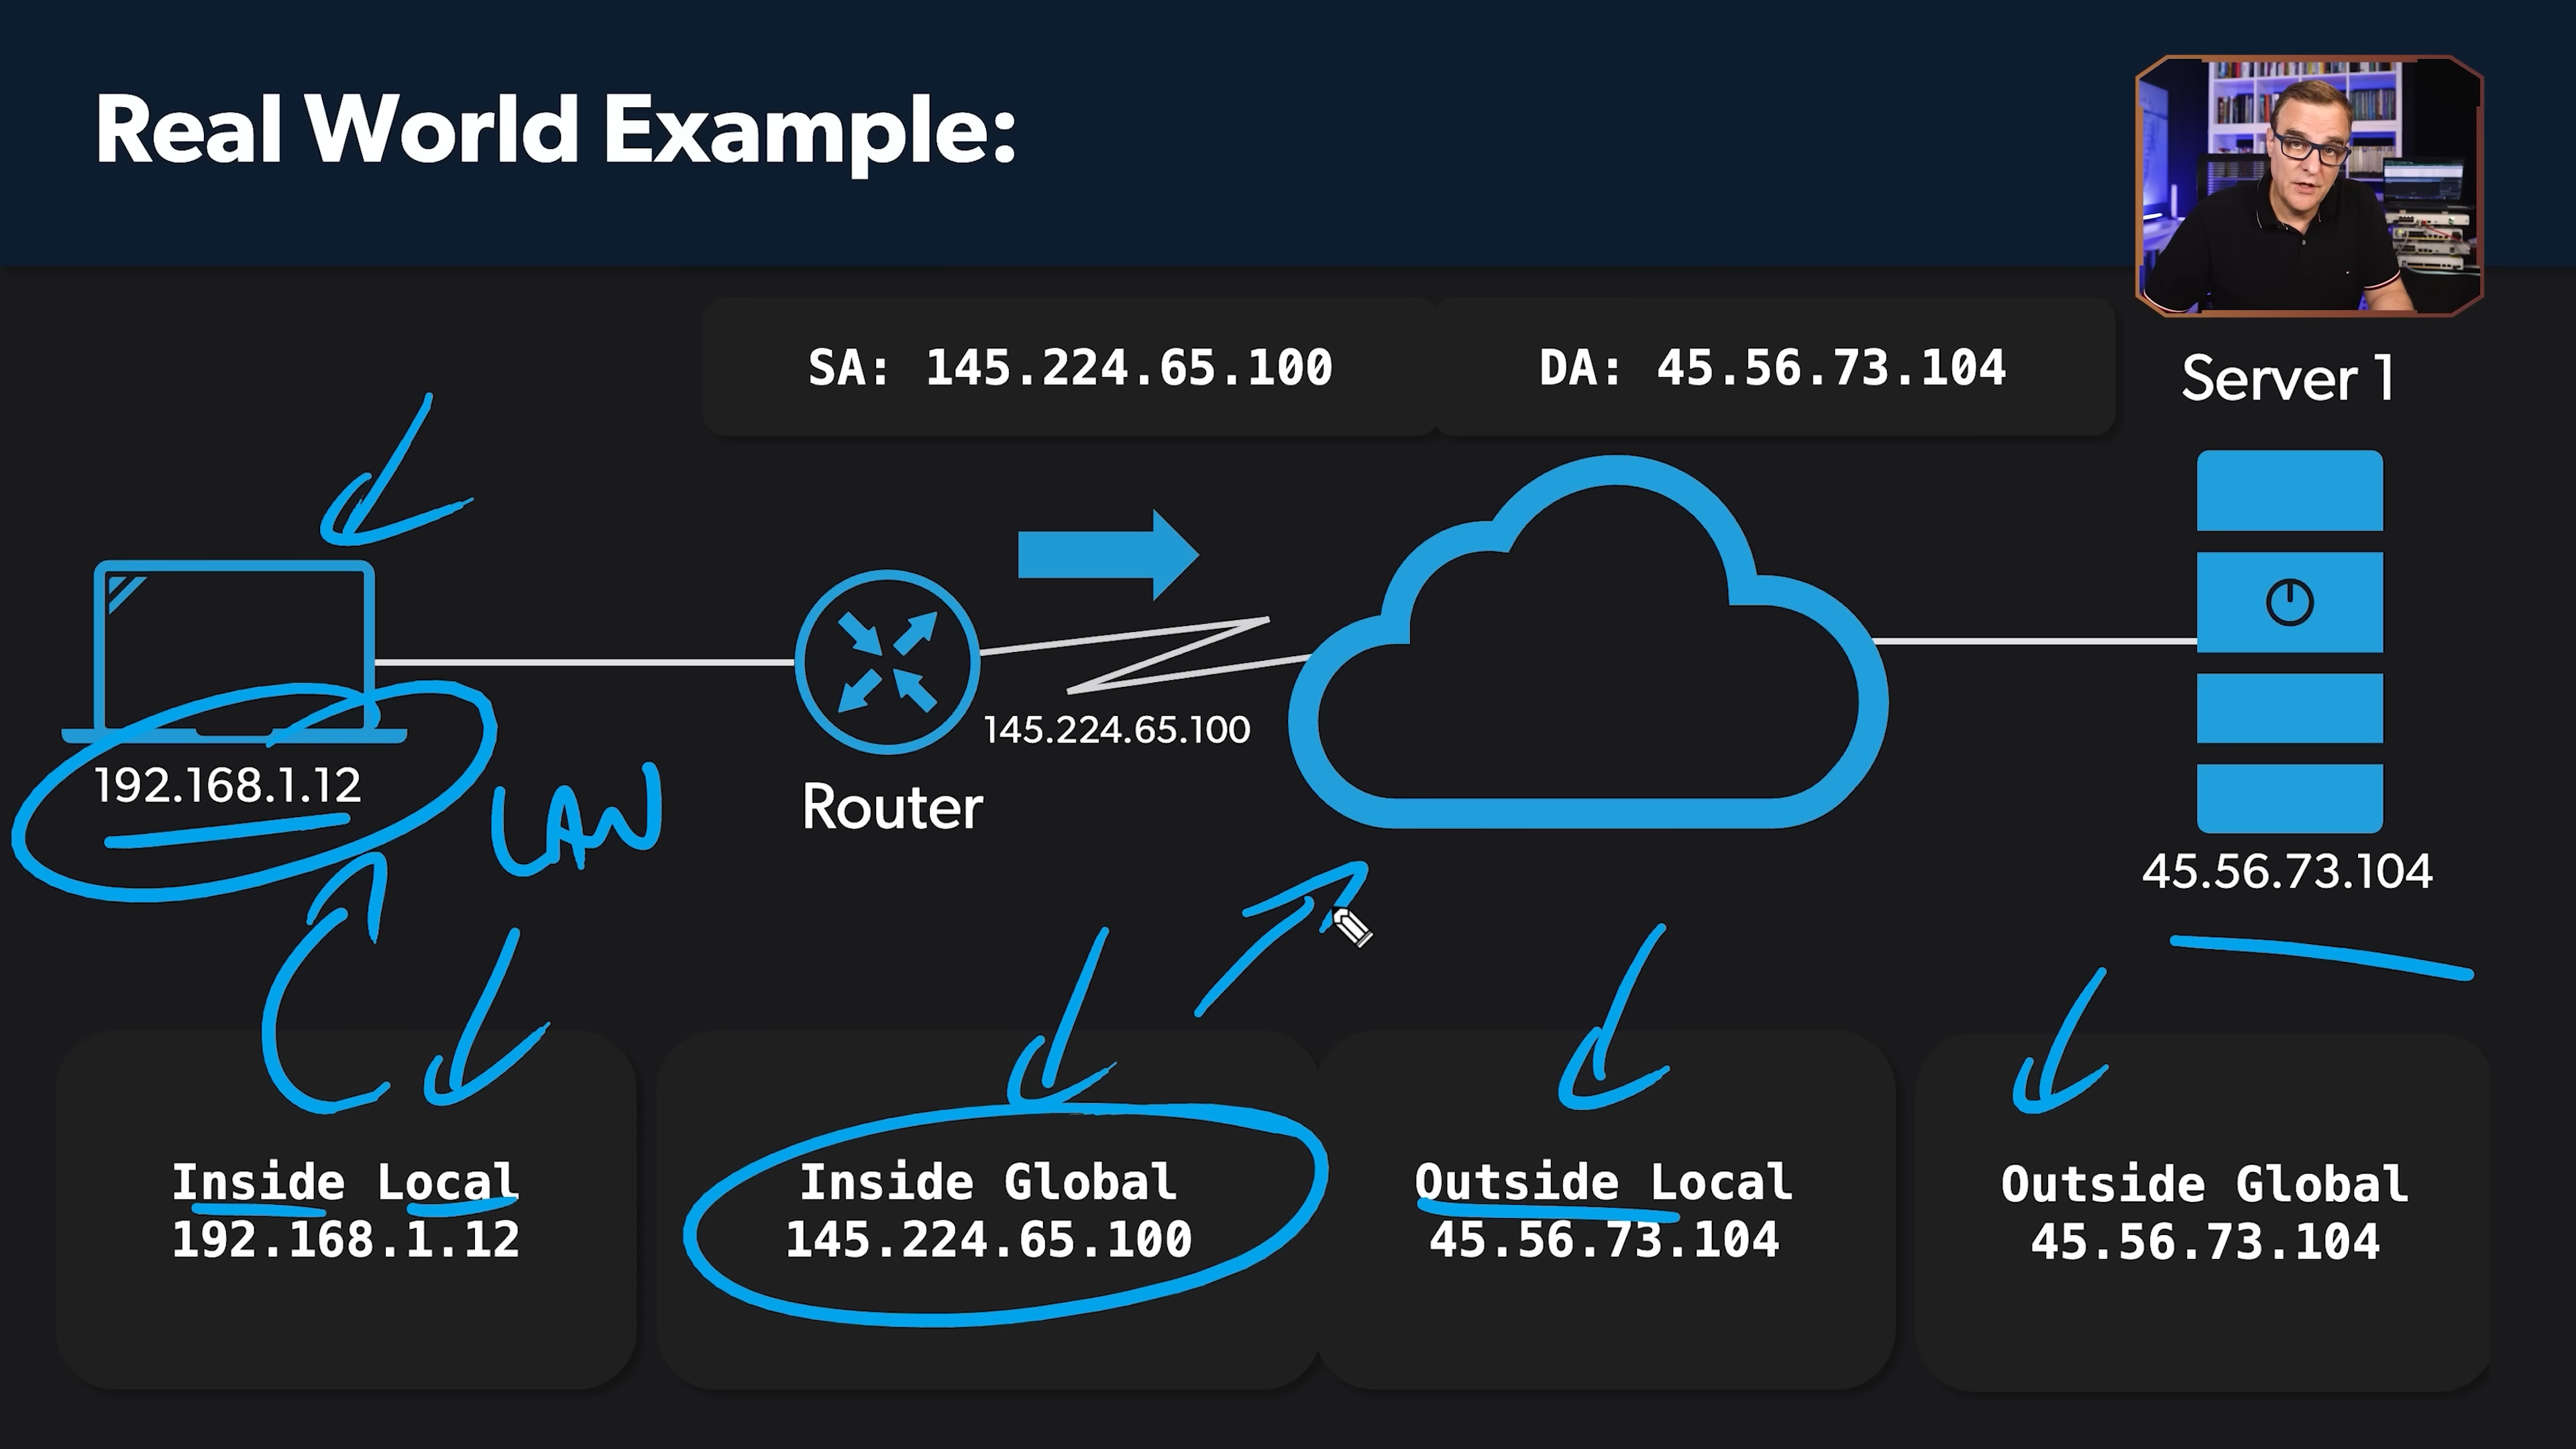 Real World Example:
SA: 145.224.65.100
DA: 45.56.73.104
Server 1
192.168.1.12
LAN
145.224.65.100
Router
45.56.73.104
Inside Local
192.168.1.12
Inside Global
145.224.65.100
Outside Local
45.56.73.104
Outside Global
45.56.73.104